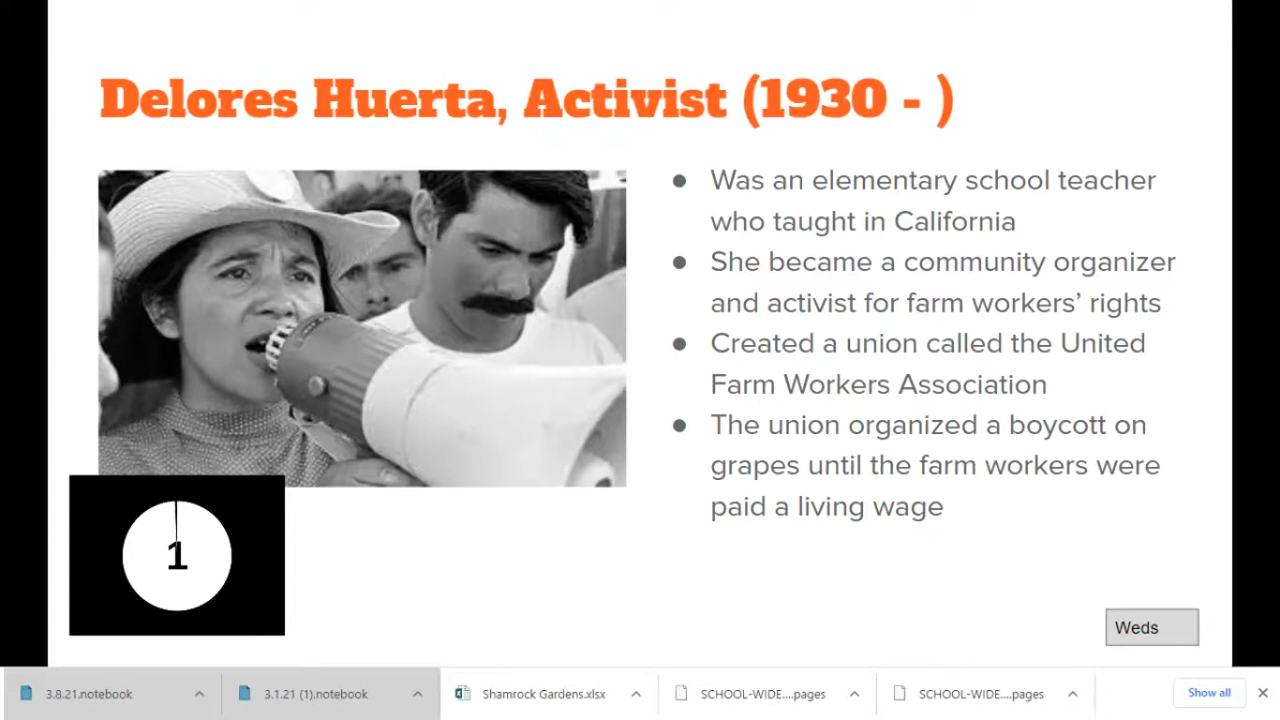 Delores Huerta, Activist (1930 - )
● Was an elementary school teacher
who taught in California
● She became a community organizer
and activist for farm workers’ rights
● Created a union called the United
Farm Workers Association
● The union organized a boycott on
grapes until the farm workers were
paid a living wage
1
Weds
3.8.21.notebook
3.1.21 (1).notebook
Shamrock Gardens.xlsx
SCHOOL-WIDE....pages
SCHOOL-WIDE....pages
Show all